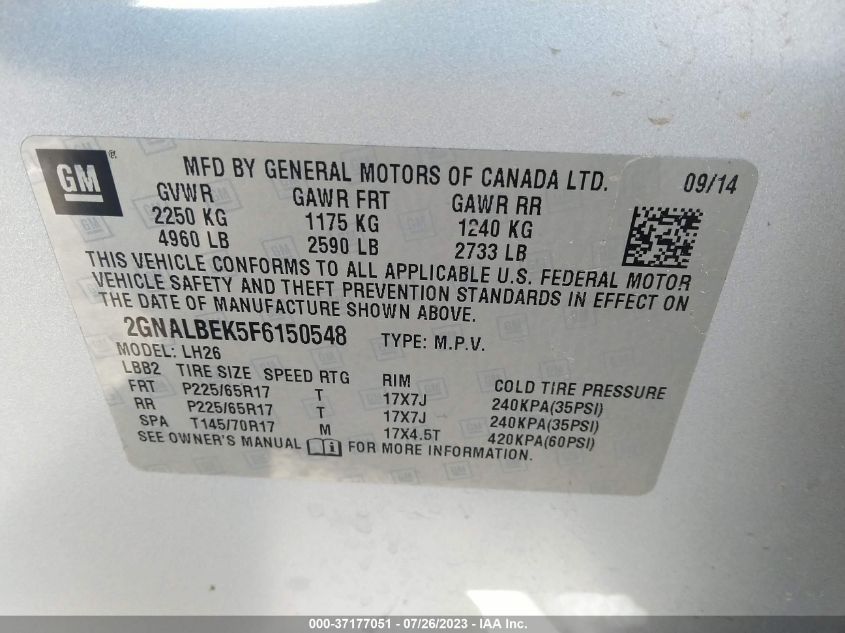 GM®
MFD BY GENERAL MOTORS OF CANADA LTD. 09/14
GVWR GAWR FRT GAWR RR
2250 KG 1175 KG 1240 KG
4960 LB 2590 LB 2733 LB
THIS VEHICLE CONFORMS TO ALL APPLICABLE U.S. FEDERAL MOTOR
VEHICLE SAFETY AND THEFT PREVENTION STANDARDS IN EFFECT ON
THE DATE OF MANUFACTURE SHOWN ABOVE.
2GNALBEK5F6150548 TYPE: M.P.V.
MODEL: LH26
LBB2 TIRE SIZE SPEED RTG RIM COLD TIRE PRESSURE
FRT P225/65R17 T 17X7J 240KPA(35PSI)
RR P225/65R17 T 17X7J 240KPA(35PSI)
SPA T145/70R17 M 17X4.5T 420KPA(60PSI)
SEE OWNER'S MANUAL FOR MORE INFORMATION.
000-37177051 - 07/26/2023 - IAA Inc.